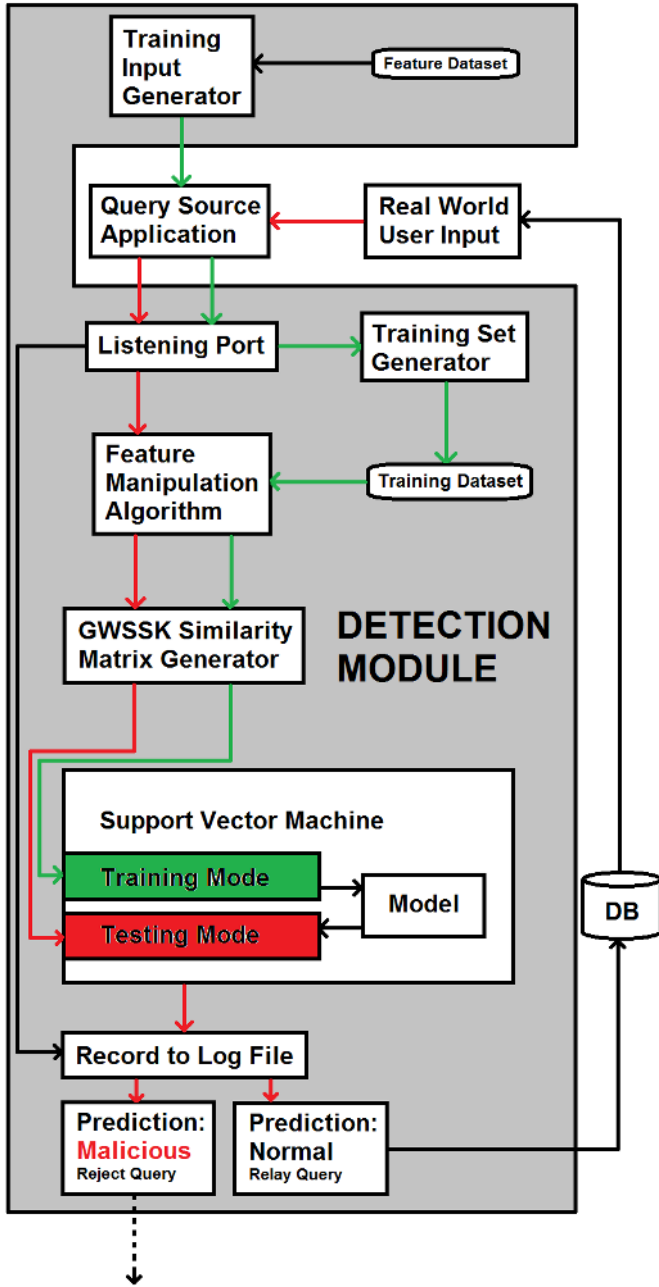 Training
Input
Generator
Feature Dataset
Query Source
Application
Real World
User Input
Listening Port
Training Set
Generator
Feature
Manipulation
Algorithm
Training Dataset
GWSSK Similarity
Matrix Generator
DETECTION
MODULE
Support Vector Machine
Training Mode
Model
Testing Mode
DB
Record to Log File
Prediction:
Malicious
Reject Query
Prediction:
Normal
Relay Query